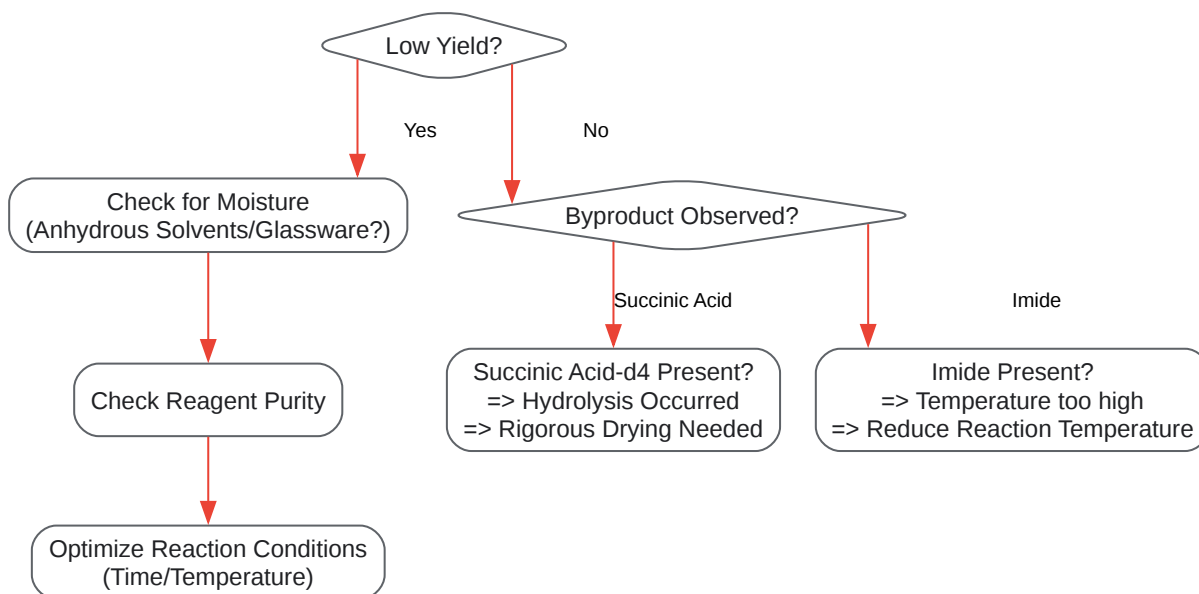 Low Yield?
Yes
No
Check for Moisture
(Anhydrous Solvents/Glassware?)
Byproduct Observed?
Succinic Acid
Imide
Check Reagent Purity
Succinic Acid-d4 Present?
=> Hydrolysis Occurred
=> Rigorous Drying Needed
Imide Present?
=> Temperature too high
=> Reduce Reaction Temperature
Optimize Reaction Conditions
(Time/Temperature)